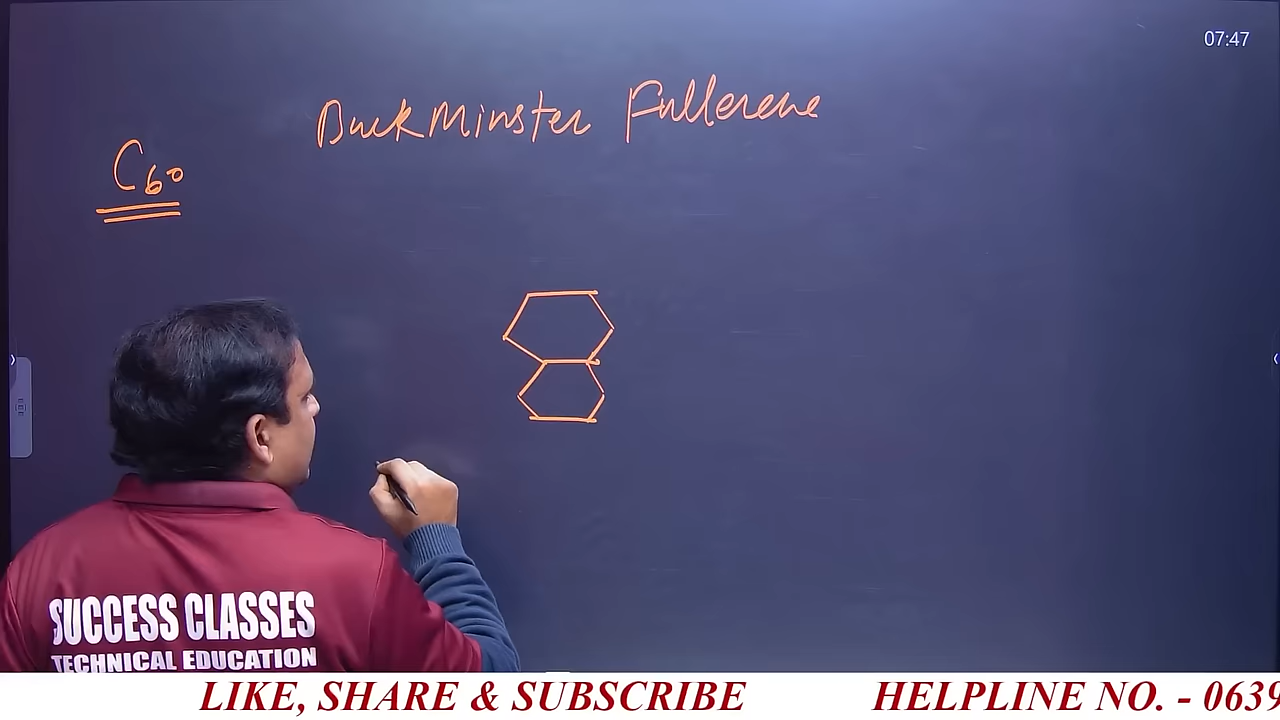 07:47
BuckMinster Fullerene
C60
SUCCESS CLASSES
TECHNICAL EDUCATION
LIKE, SHARE & SUBSCRIBE HELPLINE NO. - 0639